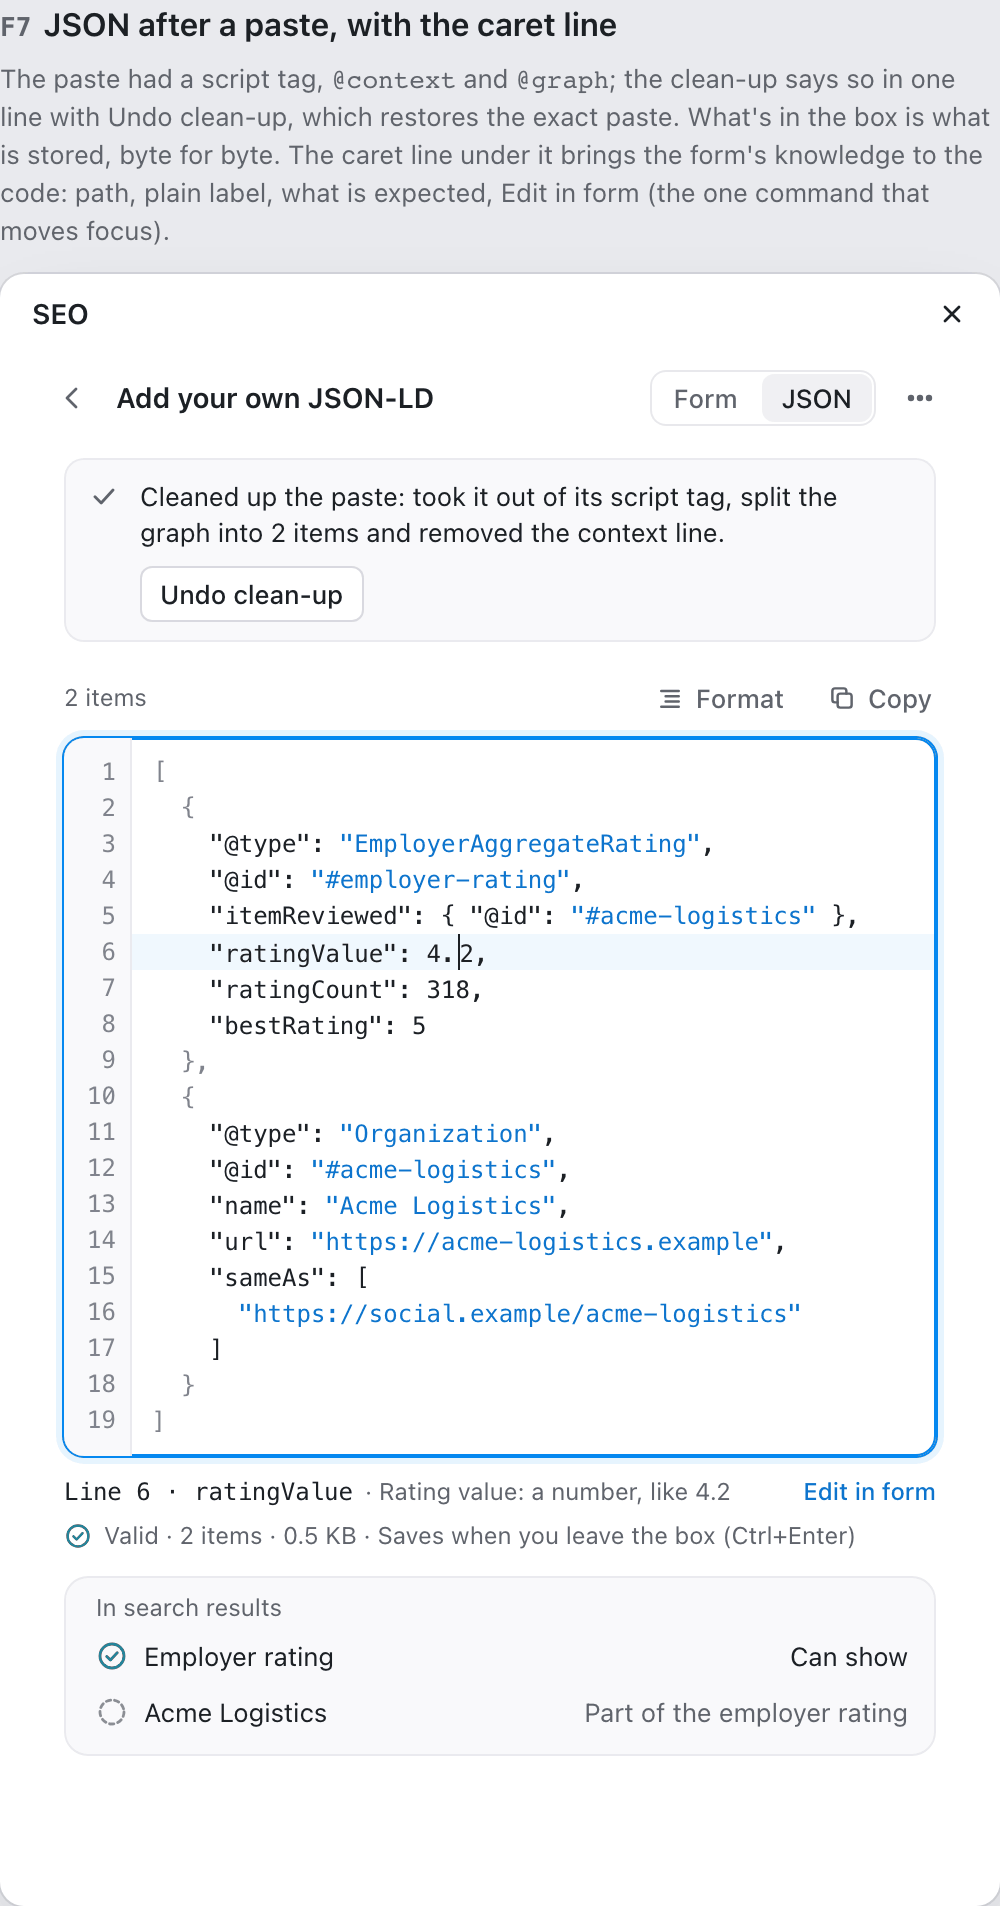 F7 JSON after a paste, with the caret line
The paste had a script tag, @context and @graph; the clean-up says so in one
line with Undo clean-up, which restores the exact paste. What's in the box is what
is stored, byte for byte. The caret line under it brings the form's knowledge to the
code: path, plain label, what is expected, Edit in form (the one command that
moves focus).
SEO
Add your own JSON-LD
Form JSON
Cleaned up the paste: took it out of its script tag, split the
graph into 2 items and removed the context line.
Undo clean-up
2 items
Format Copy
1 [
2 {
3 "@type": "EmployerAggregateRating",
4 "@id": "#employer-rating",
5 "itemReviewed": { "@id": "#acme-logistics" },
6 "ratingValue": 4.2,
7 "ratingCount": 318,
8 "bestRating": 5
9 },
10 {
11 "@type": "Organization",
12 "@id": "#acme-logistics",
13 "name": "Acme Logistics",
14 "url": "https://acme-logistics.example",
15 "sameAs": [
16 "https://social.example/acme-logistics"
17 ]
18 }
19 ]
Line 6 · ratingValue · Rating value: a number, like 4.2 Edit in form
Valid · 2 items · 0.5 KB · Saves when you leave the box (Ctrl+Enter)
In search results
Employer rating Can show
Acme Logistics Part of the employer rating